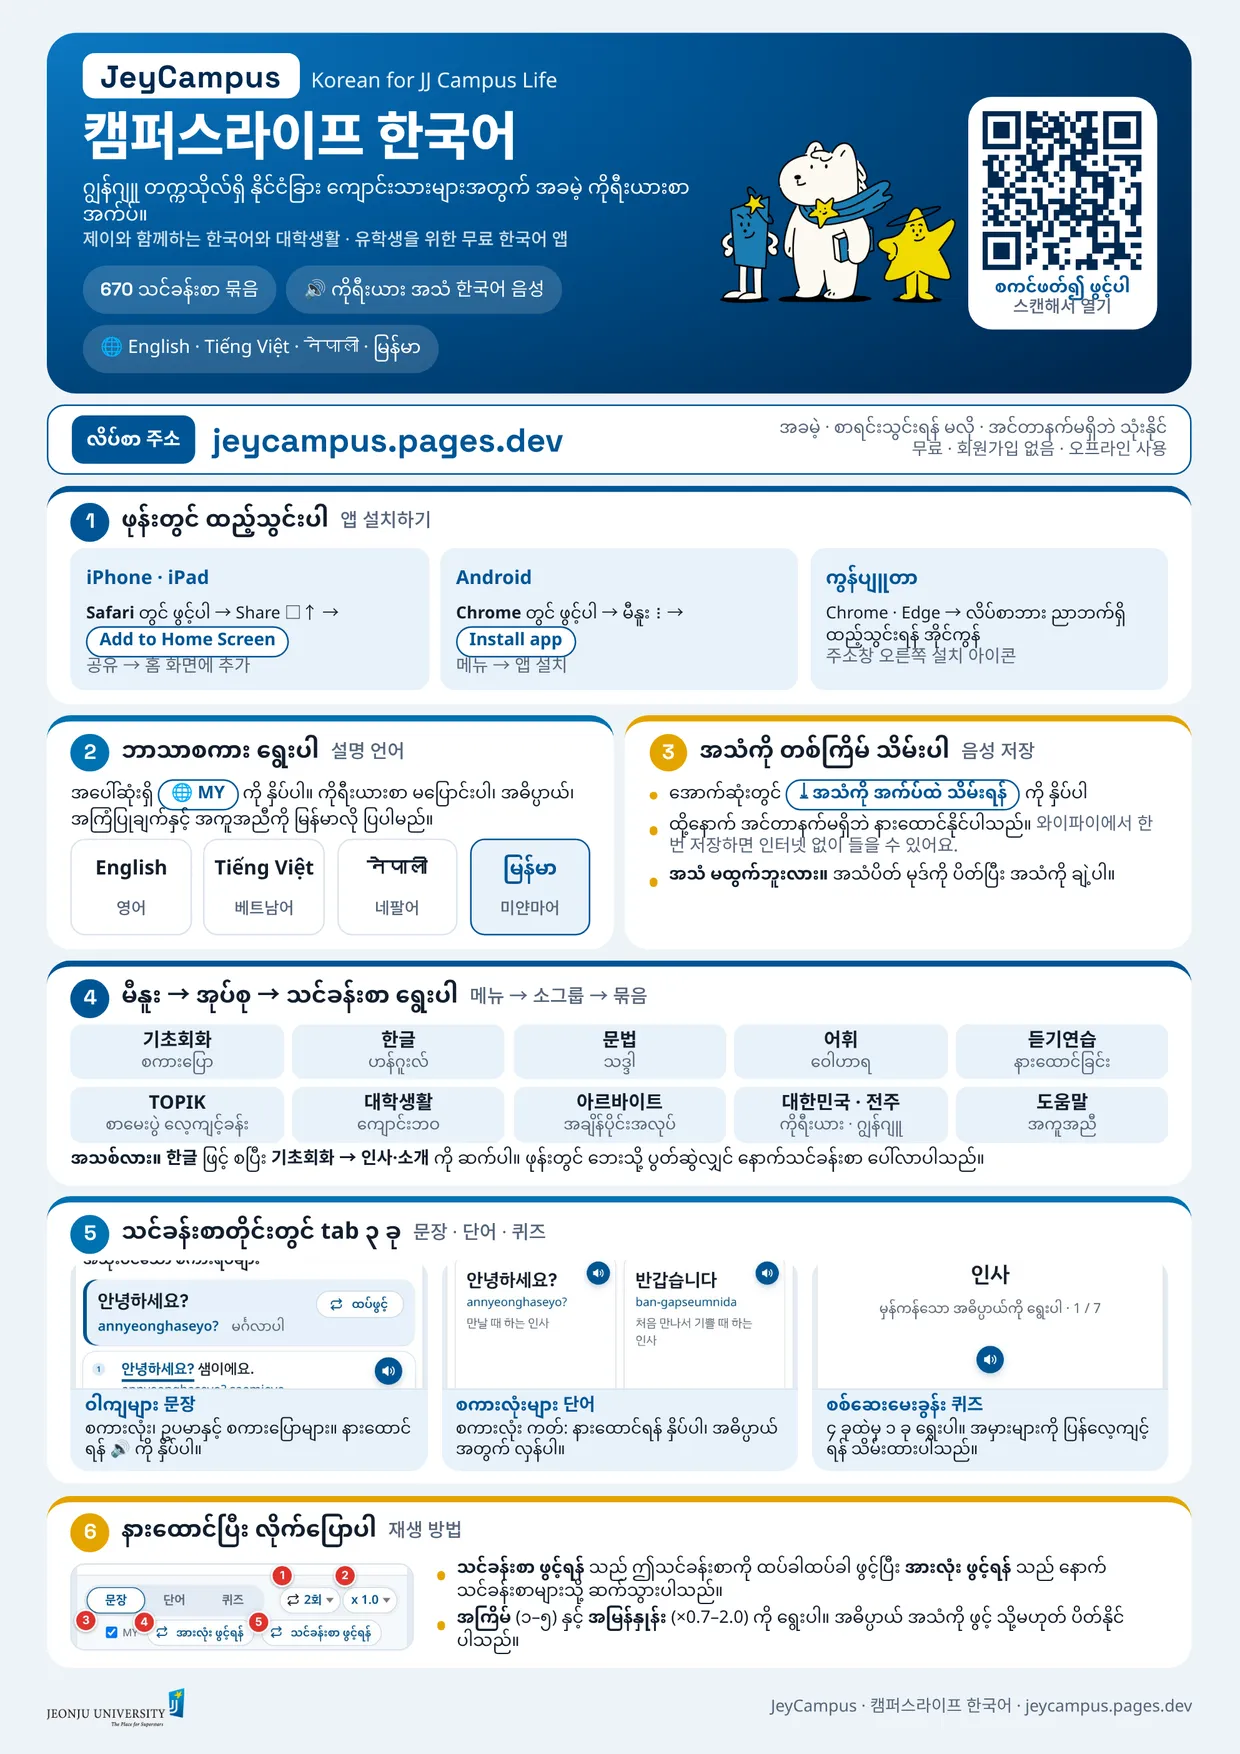 JeyCampus Korean for JJ Campus Life
캠퍼스라이프 한국어
ဂျွန်ဂျူ တက္ကသိုလ်ရှိ နိုင်ငံခြား ကျောင်းသားများအတွက် အခမဲ့ ကိုရီးယားစာ
အက်ပ်။
제이와 함께하는 한국어와 대학생활 · 유학생을 위한 무료 한국어 앱
670 သင်ခန်းစာ 묶음
🔊 ကိုရီးယား အသံ 한국어 음성
🌐 English · Tiếng Việt · नेपाली · မြန်မာ
စကင်ဖတ်၍ ဖွင့်ပါ
스캔해서 열기
လိပ်စာ 주소 jeycampus.pages.dev
အခမဲ့ · စာရင်းသွင်းရန် မလို · အင်တာနက်မရှိဘဲ သုံးနိုင်
무료 · 회원가입 없음 · 오프라인 사용
1 ဖုန်းတွင် ထည့်သွင်းပါ 앱 설치하기
iPhone · iPad
Safari တွင် ဖွင့်ပါ → Share □↑ →
Add to Home Screen
공유 → 홈 화면에 추가
Android
Chrome တွင် ဖွင့်ပါ → မီနူး ⋮ →
Install app
메뉴 → 앱 설치
ကွန်ပျူတာ
Chrome · Edge → လိပ်စာဘား ညာဘက်ရှိ
ထည့်သွင်းရန် အိုင်ကွန်
주소창 오른쪽 설치 아이콘
2 ဘာသာစကား ရွေးပါ 설명 언어
အပေါ်ဆုံးရှိ 🌐 MY ကို နှိပ်ပါ။ ကိုရီးယားစာ မပြောင်းပါ၊ အဓိပ္ပာယ်၊
အကြံပြုချက်နှင့် အကူအညီကို မြန်မာလို ပြပါမည်။
English
영어
Tiếng Việt
베트남어
नेपाली
네팔어
မြန်မာ
미얀마어
3 အသံကို တစ်ကြိမ် သိမ်းပါ 음성 저장
အောက်ဆုံးတွင် ⤓ အသံကို အက်ပ်ထဲ သိမ်းရန် ကို နှိပ်ပါ
ထို့နောက် အင်တာနက်မရှိဘဲ နားထောင်နိုင်ပါသည်။ 와이파이에서 한
번 저장하면 인터넷 없이 들을 수 있어요.
အသံ မထွက်ဘူးလား။ အသံပိတ် မုဒ်ကို ပိတ်ပြီး အသံကို ချဲ့ပါ။
4 မီနူး → အုပ်စု → သင်ခန်းစာ ရွေးပါ 메뉴 → 소그룹 → 묶음
기초회화
စကားပြော
한글
ဟန်ဂူးလ်
문법
သဒ္ဒါ
어휘
ဝေါဟာရ
듣기연습
နားထောင်ခြင်း
TOPIK
စာမေးပွဲ လေ့ကျင့်ခန်း
대학생활
ကျောင်းဘဝ
아르바이트
အချိန်ပိုင်းအလုပ်
대한민국 · 전주
ကိုရီးယား · ဂျွန်ဂျူ
도움말
အကူအညီ
အသစ်လား။ 한글 ဖြင့် စပြီး 기초회화 → 인사·소개 ကို ဆက်ပါ။ ဖုန်းတွင် ဘေးသို့ ပွတ်ဆွဲလျှင် နောက်သင်ခန်းစာ ပေါ်လာပါသည်။
5 သင်ခန်းစာတိုင်းတွင် tab ၃ ခု 문장 · 단어 · 퀴즈
안녕하세요?
ထပ်ဖွင့်
annyeonghaseyo? မင်္ဂလာပါ
1 안녕하세요? 샘이에요.
ဝါကျများ 문장
စကားလုံး၊ ဥပမာနှင့် စကားပြောများ။ နားထောင်
ရန် 🔊 ကို နှိပ်ပါ။
안녕하세요?
annyeonghaseyo?
만날 때 하는 인사
반갑습니다
ban-gapseumnida
처음 만나서 기쁠 때 하는
인사
စကားလုံးများ 단어
စကားလုံး ကတ်: နားထောင်ရန် နှိပ်ပါ၊ အဓိပ္ပာယ်
အတွက် လှန်ပါ။
인사
မှန်ကန်သော အဓိပ္ပာယ်ကို ရွေးပါ · 1 / 7
စစ်ဆေးမေးခွန်း 퀴즈
၄ ခုထဲမှ ၁ ခု ရွေးပါ။ အမှားများကို ပြန်လေ့ကျင့်
ရန် သိမ်းထားပါသည်။
6 နားထောင်ပြီး လိုက်ပြောပါ 재생 방법
1 2
문장 단어 퀴즈 2회 x 1.0
3 4 5
MY အားလုံး ဖွင့်ရန် သင်ခန်းစာ ဖွင့်ရန်
သင်ခန်းစာ ဖွင့်ရန် သည် ဤသင်ခန်းစာကို ထပ်ခါထပ်ခါ ဖွင့်ပြီး အားလုံး ဖွင့်ရန် သည် နောက်
သင်ခန်းစာများသို့ ဆက်သွားပါသည်။
အကြိမ် (၁–၅) နှင့် အမြန်နှုန်း (×0.7–2.0) ကို ရွေးပါ။ အဓိပ္ပာယ် အသံကို ဖွင့် သို့မဟုတ် ပိတ်နိုင်
ပါသည်။
JEONJU UNIVERSITY
The Place for Superstars
JeyCampus · 캠퍼스라이프 한국어 · jeycampus.pages.dev